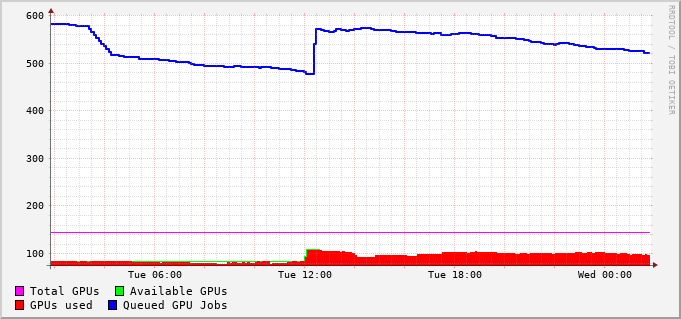 600
500
400
300
200
100
Tue 06:00 Tue 12:00 Tue 18:00 Wed 00:00
Total GPUs Available GPUs
GPUs used Queued GPU Jobs
RRDTOOL / TOBI OETIKER